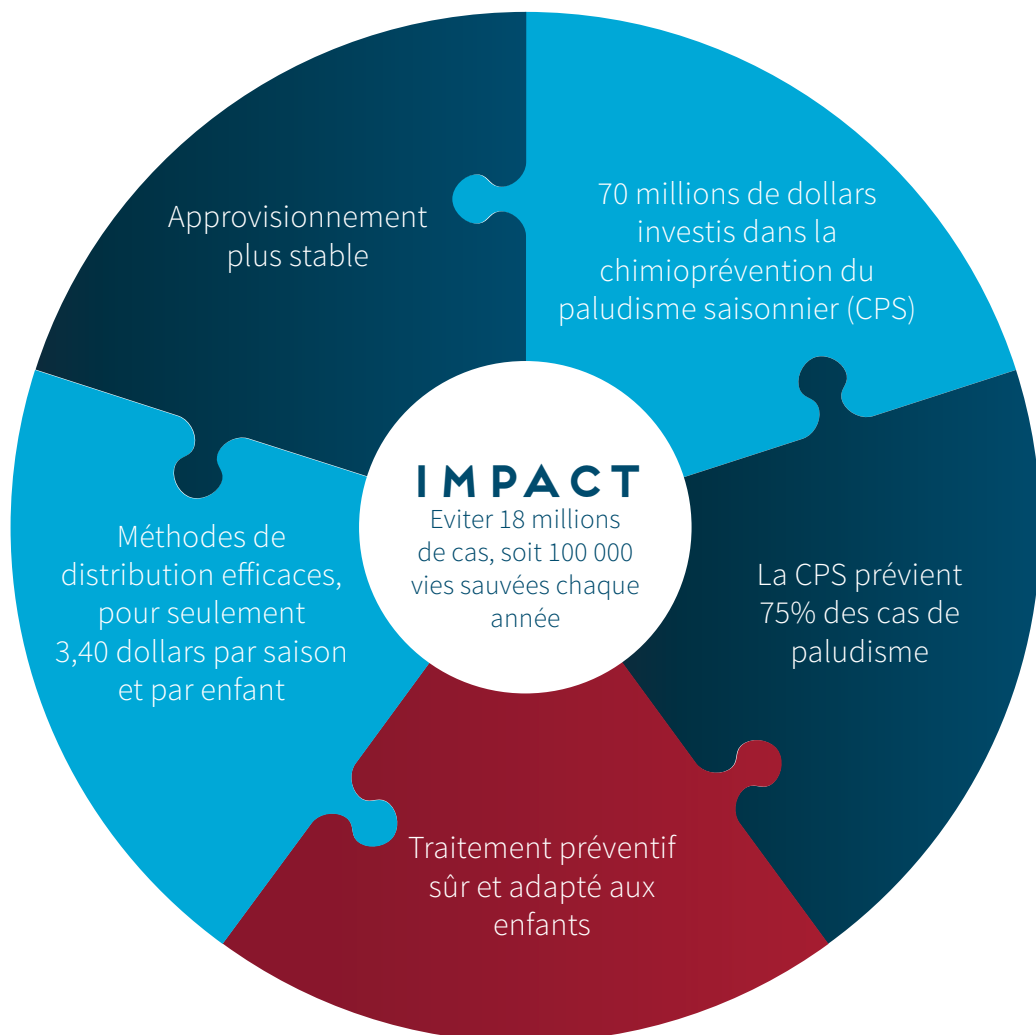 Approvisionnement
plus stable
70 millions de dollars
investis dans la
chimioprévention du
paludisme saisonnier (CPS)
IMPACT
Eviter 18 millions
de cas, soit 100 000
vies sauvées chaque
année
Méthodes de
distribution efficaces,
pour seulement
3,40 dollars par saison
et par enfant
La CPS prévient
75% des cas de
paludisme
Traitement préventif
sûr et adapté aux
enfants